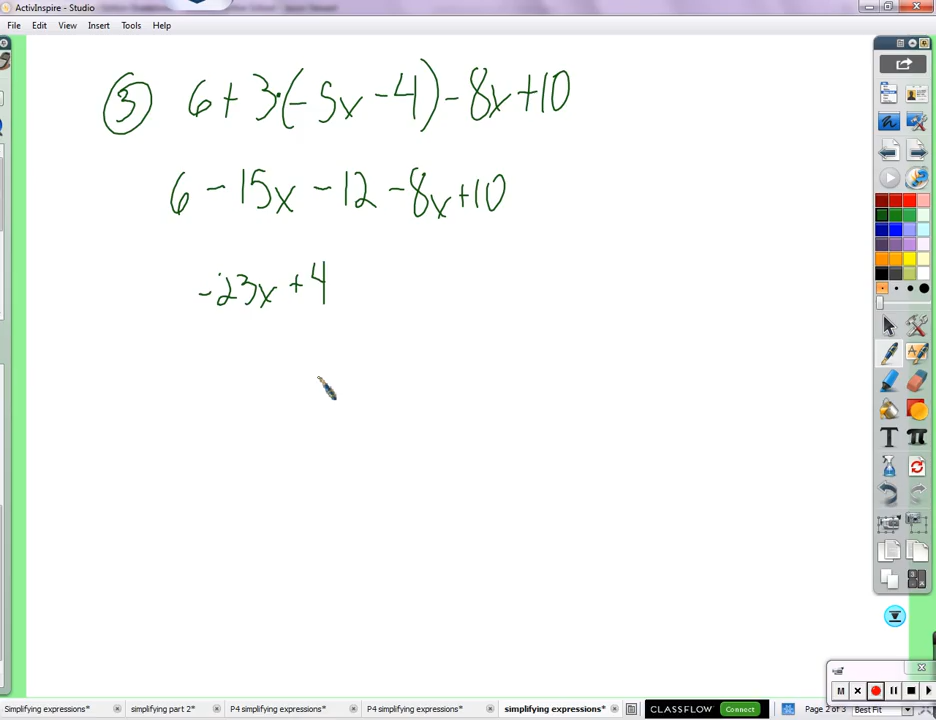 ActivInspire - Studio
File Edit View Insert Tools Help
③ 6 + 3·(-5x - 4) - 8x + 10
6 - 15x - 12 - 8x + 10
-23x + 4
Simplifying expressions* simplifying part 2* P4 simplifying expressions* P4 simplifying expressions* simplifying expressions* CLASSFLOW Connect Page 2 of 3 Best Fit